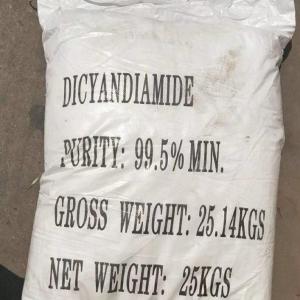 DICYANDIAMIDE
PURITY: 99.5% MIN.
GROSS WEIGHT: 25.14KGS
NET WEIGHT: 25KGS